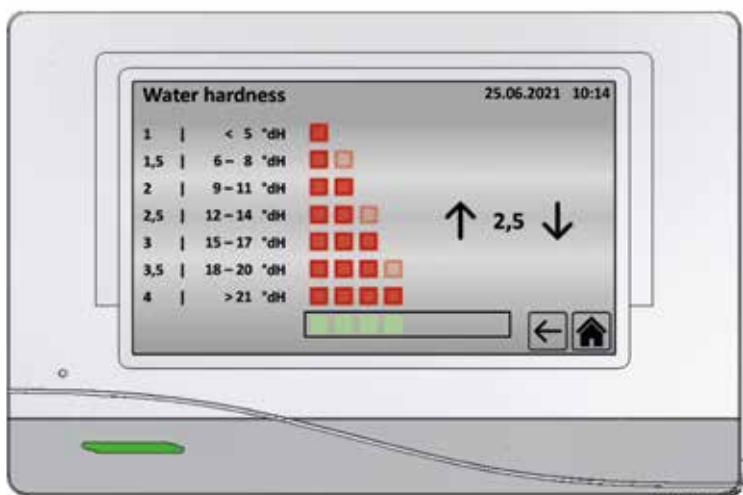 Water hardness 25.06.2021 10:14
1 | < 5 °dH
1,5 | 6 – 8 °dH
2 | 9 – 11 °dH
2,5 | 12 – 14 °dH
3 | 15 – 17 °dH
3,5 | 18 – 20 °dH
4 | > 21 °dH
↑ 2,5 ↓